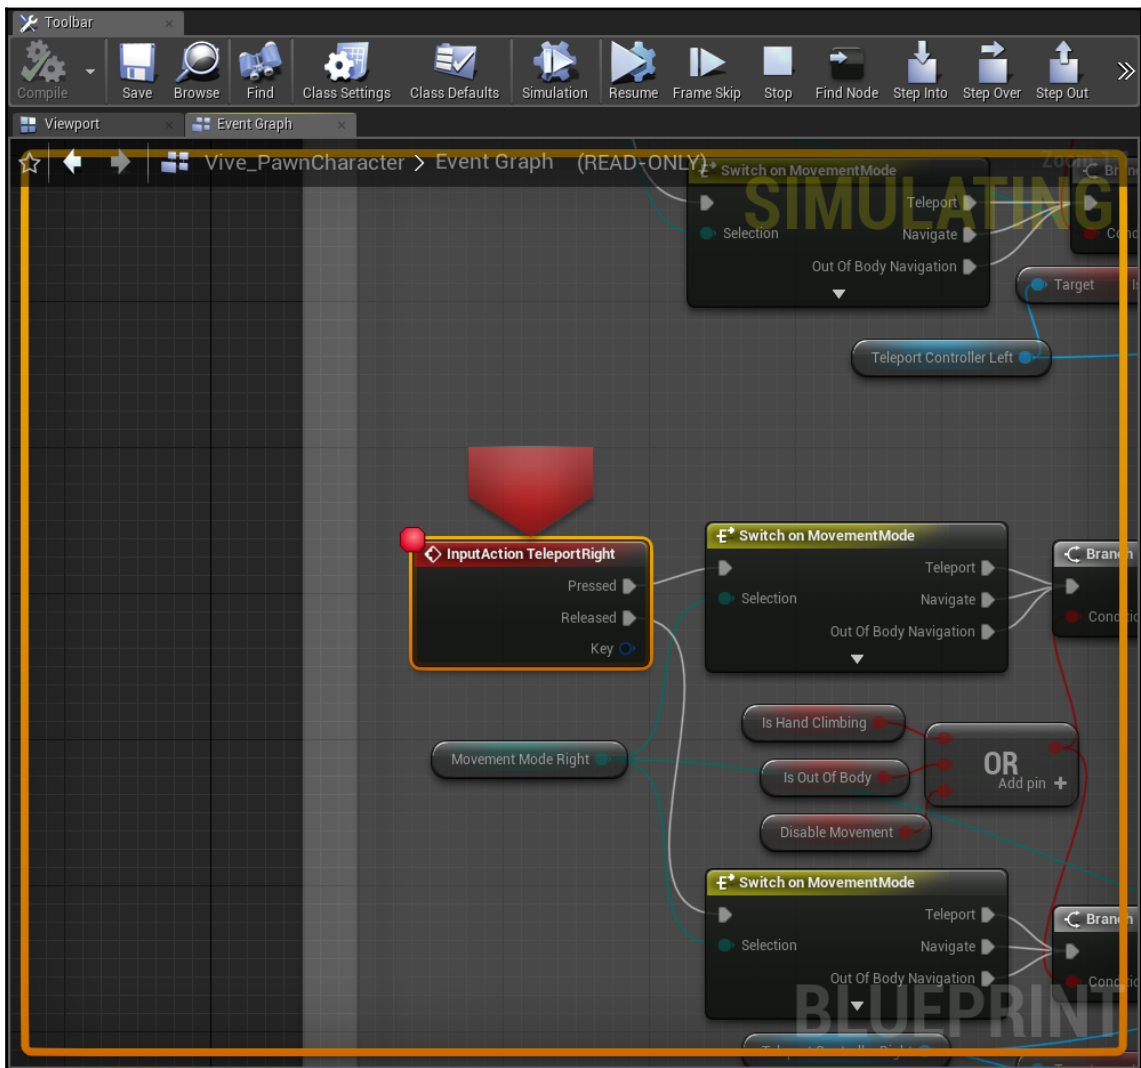 Toolbar
Compile Save Browse Find Class Settings Class Defaults Simulation Resume Frame Skip Stop Find Node Step Into Step Over Step Out
Viewport Event Graph
Vive_PawnCharacter > Event Graph (READ-ONLY)
SIMULATING
Switch on MovementMode
Teleport
Selection
Navigate
Out Of Body Navigation
Target
Teleport Controller Left
InputAction TeleportRight
Pressed
Released
Key
Switch on MovementMode
Teleport
Selection
Navigate
Out Of Body Navigation
Branch
Movement Mode Right
Is Hand Climbing
Is Out Of Body
Disable Movement
OR
Add pin +
Switch on MovementMode
Teleport
Selection
Navigate
Out Of Body Navigation
Branch
BLUEPRINT